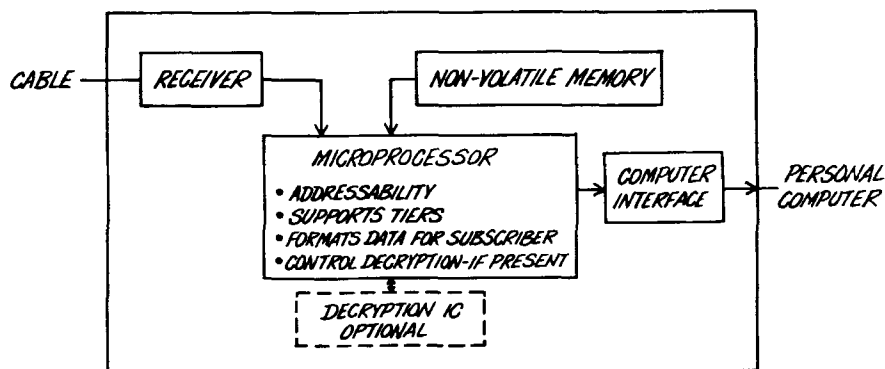 CABLE
RECEIVER
NON-VOLATILE MEMORY
MICROPROCESSOR
• ADDRESSABILITY
• SUPPORTS TIERS
• FORMATS DATA FOR SUBSCRIBER
• CONTROL DECRYPTION-IF PRESENT
COMPUTER
INTERFACE
PERSONAL
COMPUTER
DECRYPTION IC
OPTIONAL